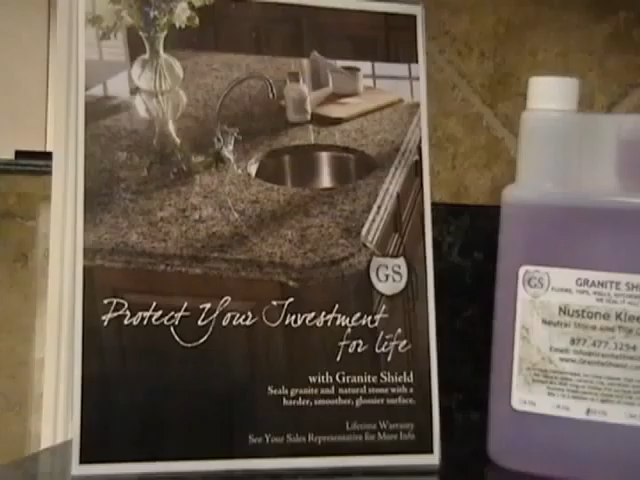 GS
Protect Your Investment
for life
with Granite Shield
Seals granite and natural stone with a
harder, smoother, glossier surface.
Lifetime Warranty
See Your Sales Representative for More Info
GS
GRANITE SHI
Nustone Klee
Neutral Stone and Tile
877.477.3294